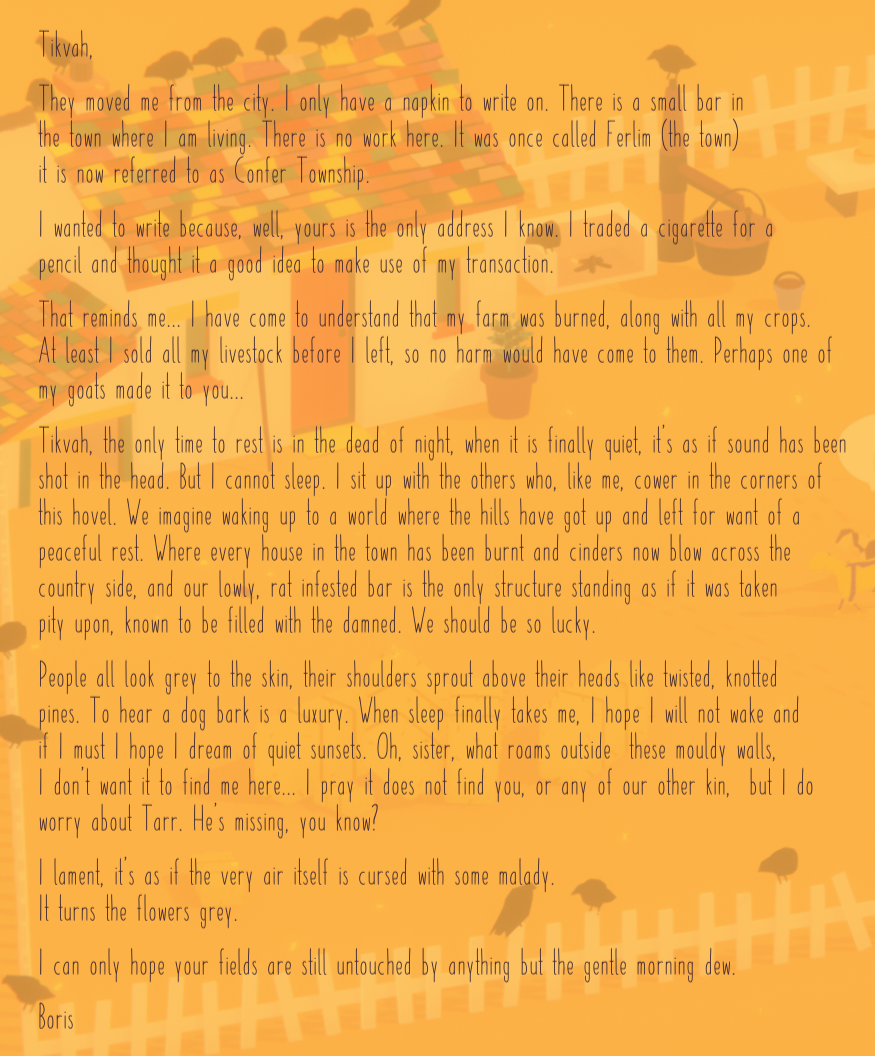 Tikvah,
They moved me from the city. I only have a napkin to write on. There is a small bar in
the town where I am living. There is no work here. It was once called Ferlim (the town)
it is now referred to as Confer Township.
I wanted to write because, well, yours is the only address I know. I traded a cigarette for a
pencil and thought it a good idea to make use of my transaction.
That reminds me... I have come to understand that my farm was burned, along with all my crops.
At least I sold all my livestock before I left, so no harm would have come to them. Perhaps one of
my goats made it to you...
Tikvah, the only time to rest is in the dead of night, when it is finally quiet, it's as if sound has been
shot in the head. But I cannot sleep. I sit up with the others who, like me, cower in the corners of
this hovel. We imagine waking up to a world where the hills have got up and left for want of a
peaceful rest. Where every house in the town has been burnt and cinders now blow across the
country side, and our lowly, rat infested bar is the only structure standing as if it was taken
pity upon, known to be filled with the damned. We should be so lucky.
People all look grey to the skin, their shoulders sprout above their heads like twisted, knotted
pines. To hear a dog bark is a luxury. When sleep finally takes me, I hope I will not wake and
if I must I hope I dream of quiet sunsets. Oh, sister, what roams outside these mouldy walls,
I don't want it to find me here... I pray it does not find you, or any of our other kin, but I do
worry about Tarr. He's missing, you know?
I lament, it's as if the very air itself is cursed with some malady.
It turns the flowers grey.
I can only hope your fields are still untouched by anything but the gentle morning dew.
Boris